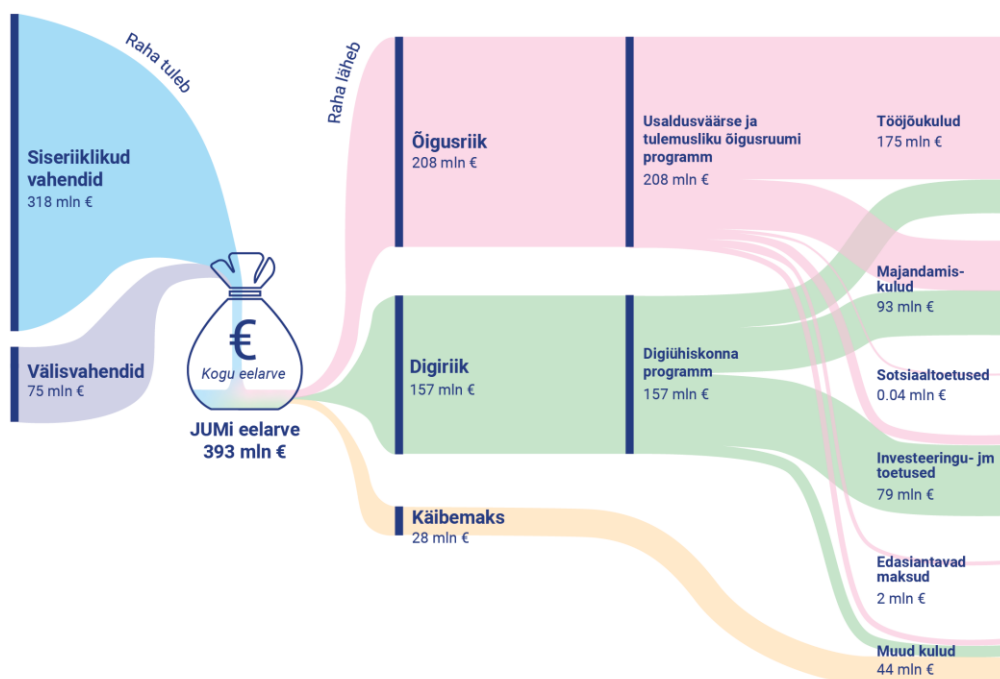 Raha tuleb
Siseriiklikud
vahendid
318 mln €
Välisvahendid
75 mln €
€
Kogu eelarve
JUMi eelarve
393 mln €
Raha läheb
Õigusriik
208 mln €
Digiriik
157 mln €
Käibemaks
28 mln €
Usaldusväärse ja
tulemusliku õigusruumi
programm
208 mln €
Digiühiskonna
programm
157 mln €
Tööjõukulud
175 mln €
Majandamis-
kulud
93 mln €
Sotsiaaltoetused
0.04 mln €
Investeeringu- jm
toetused
79 mln €
Edasiantavad
maksud
2 mln €
Muud kulud
44 mln €